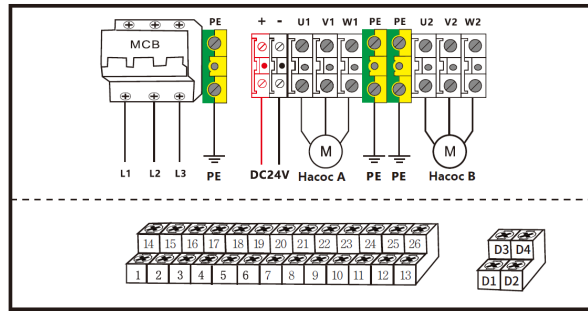 PE + - U1 V1 W1 PE PE U2 V2 W2
MCB
M M
L1 L2 L3 PE DC24V Насос А PE PE Насос В
14 15 16 17 18 19 20 21 22 23 24 25 26
1 2 3 4 5 6 7 8 9 10 11 12 13
D3 D4
D1 D2